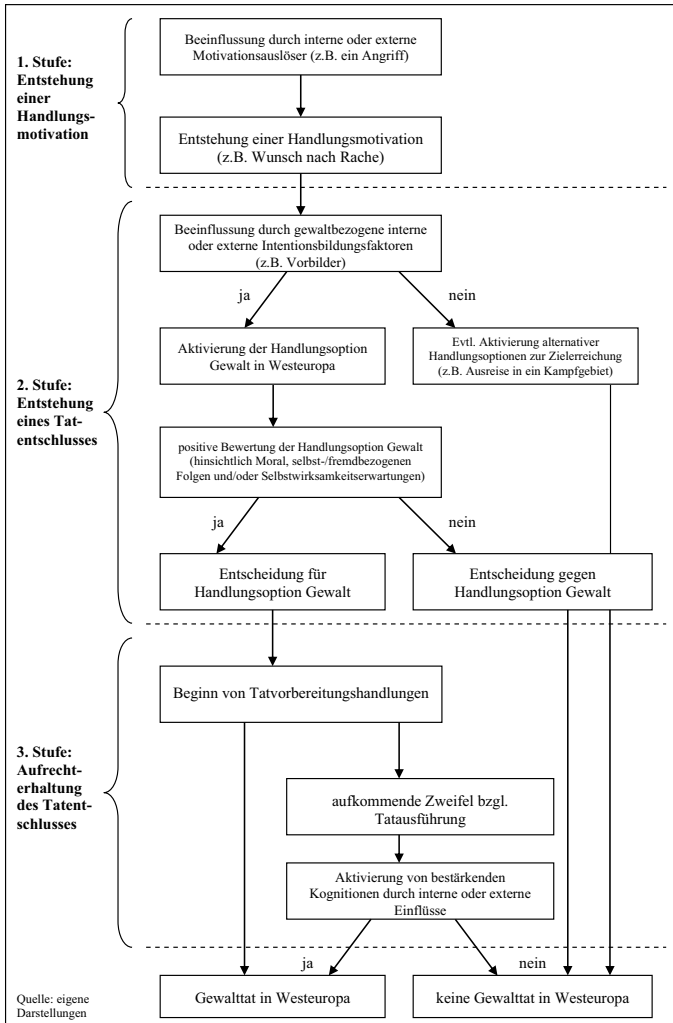 1. Stufe:
Entstehung
einer
Handlungs-
motivation
Beeinflussung durch interne oder externe
Motivationsauslöser (z.B. ein Angriff)
Entstehung einer Handlungsmotivation
(z.B. Wunsch nach Rache)
2. Stufe:
Entstehung
eines Tat-
entschlusses
Beeinflussung durch gewaltbezogene interne
oder externe Intentionsbildungsfaktoren
(z.B. Vorbilder)
ja
nein
Aktivierung der Handlungsoption
Gewalt in Westeuropa
Evtl. Aktivierung alternativer
Handlungsoptionen zur Zielerreichung
(z.B. Ausreise in ein Kampfgebiet)
positive Bewertung der Handlungsoption Gewalt
(hinsichtlich Moral, selbst-/fremdbezogenen
Folgen und/oder Selbstwirksamkeitserwartungen)
ja
nein
Entscheidung für
Handlungsoption Gewalt
Entscheidung gegen
Handlungsoption Gewalt
3. Stufe:
Aufrecht-
erhaltung
des Tatent-
schlusses
Beginn von Tatvorbereitungshandlungen
aufkommende Zweifel bzgl.
Tatausführung
Aktivierung von bestärkenden
Kognitionen durch interne oder externe
Einflüsse
ja
nein
Gewalttat in Westeuropa
keine Gewalttat in Westeuropa
Quelle: eigene
Darstellungen